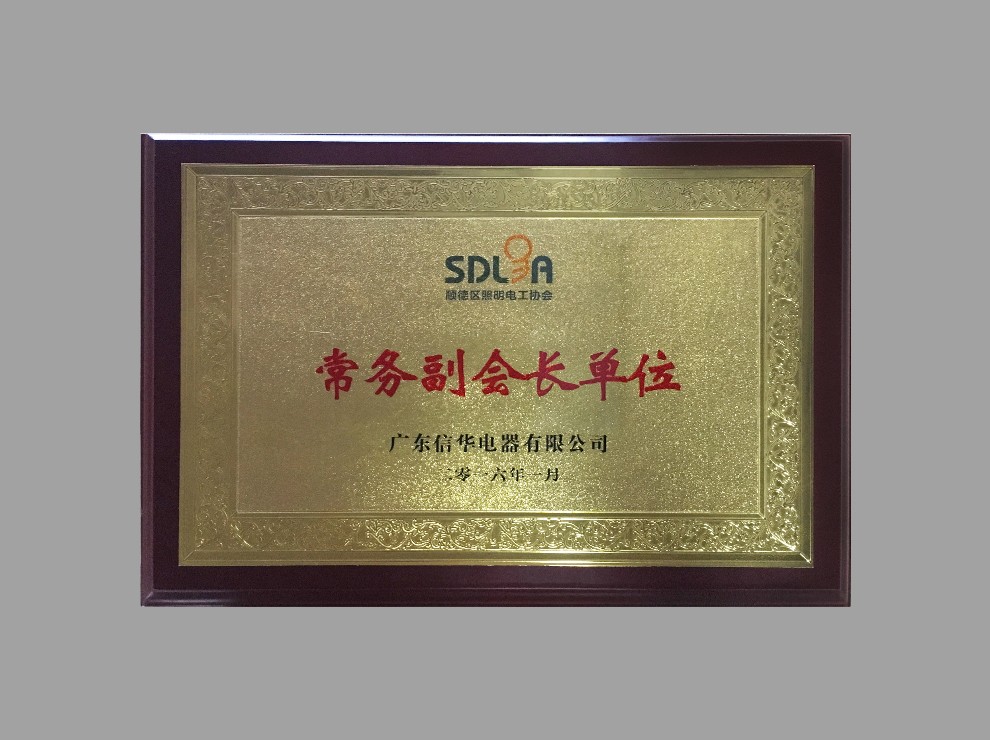 SDLEA
顺德区照明电工协会
常务副会长单位
广东信华电器有限公司
二零一六年一月